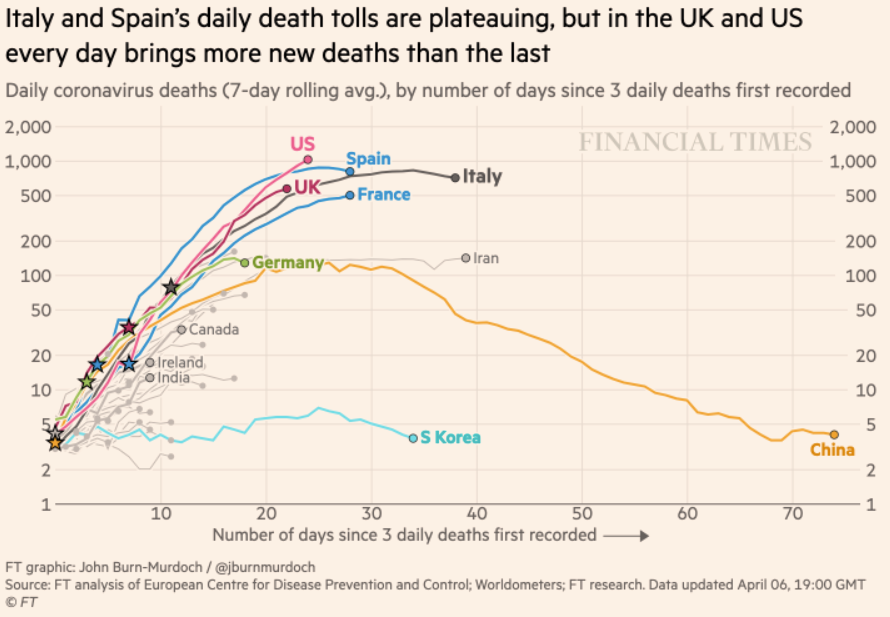 Italy and Spain's daily death tolls are plateauing, but in the UK and US
every day brings more new deaths than the last
Daily coronavirus deaths (7-day rolling avg.), by number of days since 3 daily deaths first recorded
FINANCIAL TIMES
2,000 2,000
1,000 1,000
500 500
200 200
100 100
50 50
20 20
10 10
5 5
2 2
1 1
US
Spain
UK
Italy
France
Germany
Iran
Canada
Ireland
India
S Korea
China
10 20 30 40 50 60 70
Number of days since 3 daily deaths first recorded
FT graphic: John Burn-Murdoch / @jburnmurdoch
Source: FT analysis of European Centre for Disease Prevention and Control; Worldometers; FT research. Data updated April 06, 19:00 GMT
© FT